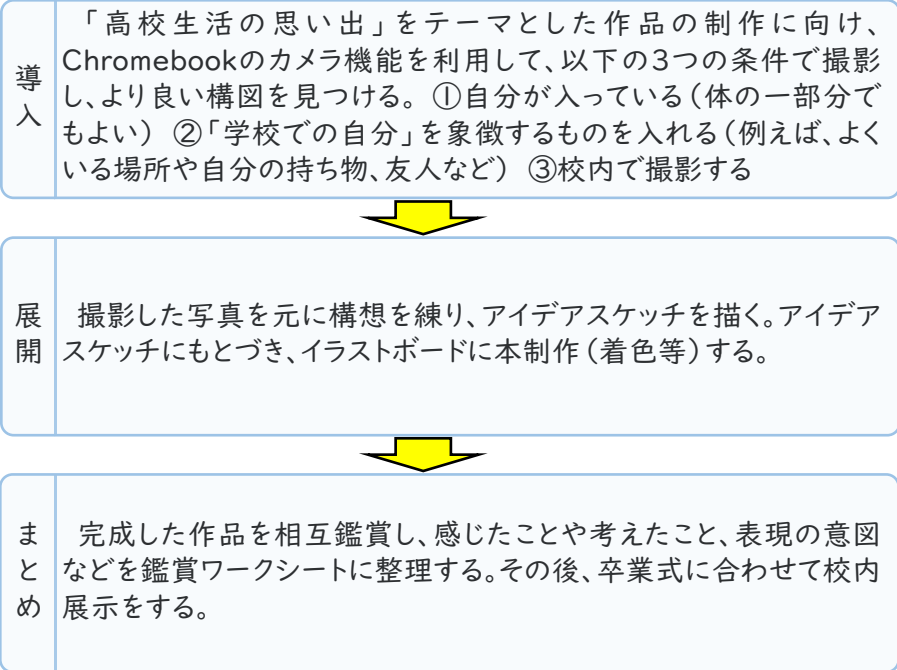 導入
「高校生活の思い出」をテーマとした作品の制作に向け、
Chromebookのカメラ機能を利用して、以下の3つの条件で撮影
し、より良い構図を見つける。 ①自分が入っている(体の一部分で
もよい) ②「学校での自分」を象徴するものを入れる(例えば、よく
いる場所や自分の持ち物、友人など) ③校内で撮影する
展開
撮影した写真を元に構想を練り、アイデアスケッチを描く。アイデア
スケッチにもとづき、イラストボードに本制作(着色等)する。
まとめ
完成した作品を相互鑑賞し、感じたことや考えたこと、表現の意図
などを鑑賞ワークシートに整理する。その後、卒業式に合わせて校内
展示をする。